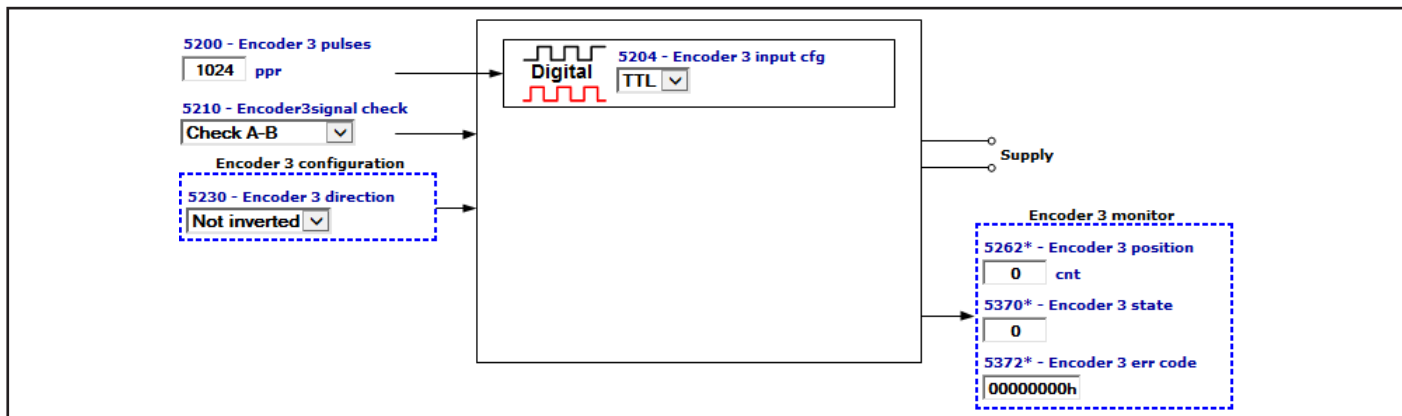 5200 - Encoder 3 pulses
1024 ppr
5204 - Encoder 3 input cfg
Digital
TTL
5210 - Encoder3signal check
Check A-B
Encoder 3 configuration
5230 - Encoder 3 direction
Not inverted
Supply
Encoder 3 monitor
5262* - Encoder 3 position
0 cnt
5370* - Encoder 3 state
0
5372* - Encoder 3 err code
00000000h